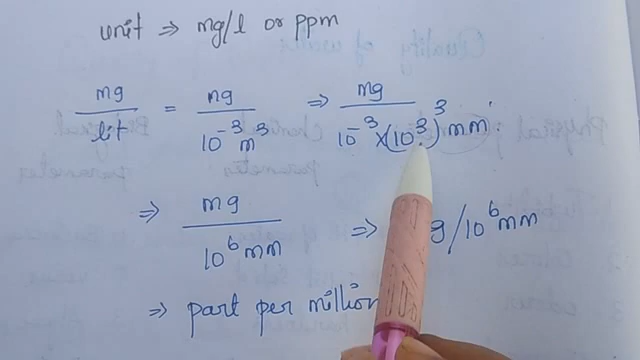 unit ⇒ mg/l or ppm
mg/lit = mg/10⁻³ m³ ⇒ mg/10⁻³ × (10³)³ mm
⇒ mg/10⁶ mm ⇒ g/10⁶ mm
⇒ part per million